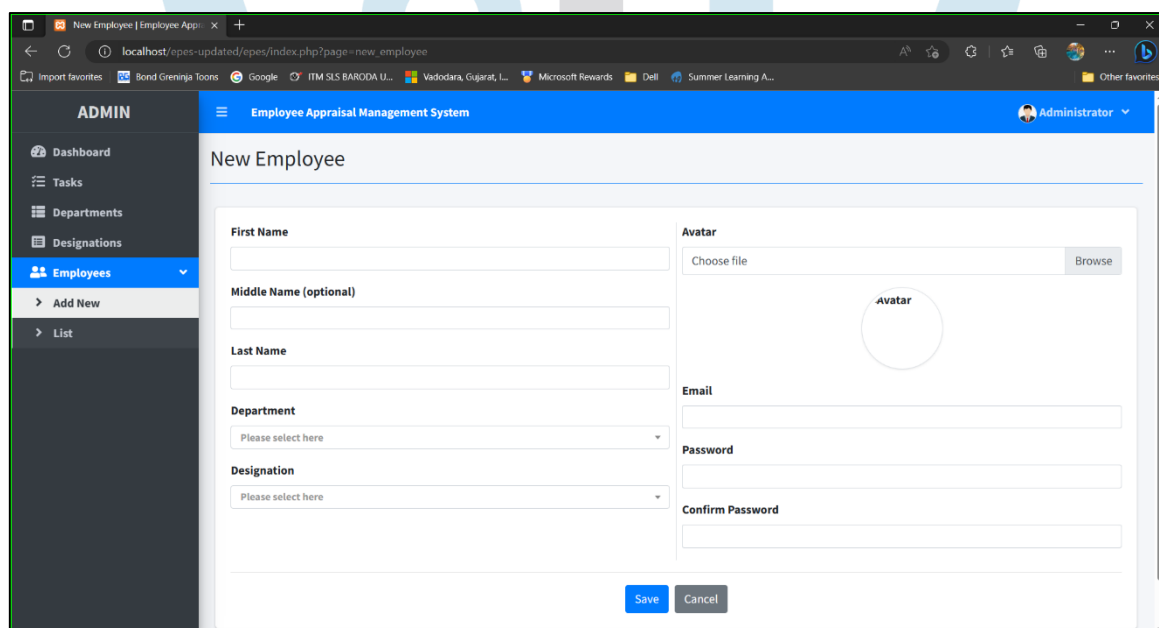 New Employee | Employee Appr
localhost/epes-updated/epes/index.php?page=new_employee
Import favorites BG Bond Greninja Toons Google ITM SLS BARODA U... Vadodara, Gujarat, I... Microsoft Rewards Dell Summer Learning A... Other favorites
ADMIN
Employee Appraisal Management System
Administrator
Dashboard
Tasks
Departments
Designations
Employees
Add New
List
New Employee
First Name
Middle Name (optional)
Last Name
Department
Please select here
Designation
Please select here
Avatar
Choose file Browse
Avatar
Email
Password
Confirm Password
Save Cancel